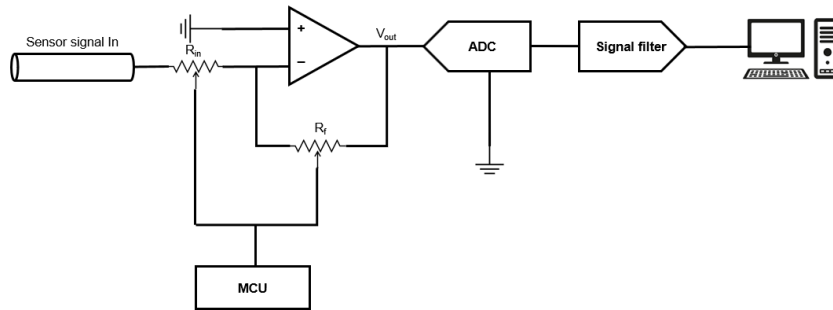 Sensor signal In
R_in
+
−
V_out
ADC
Signal filter
R_f
MCU